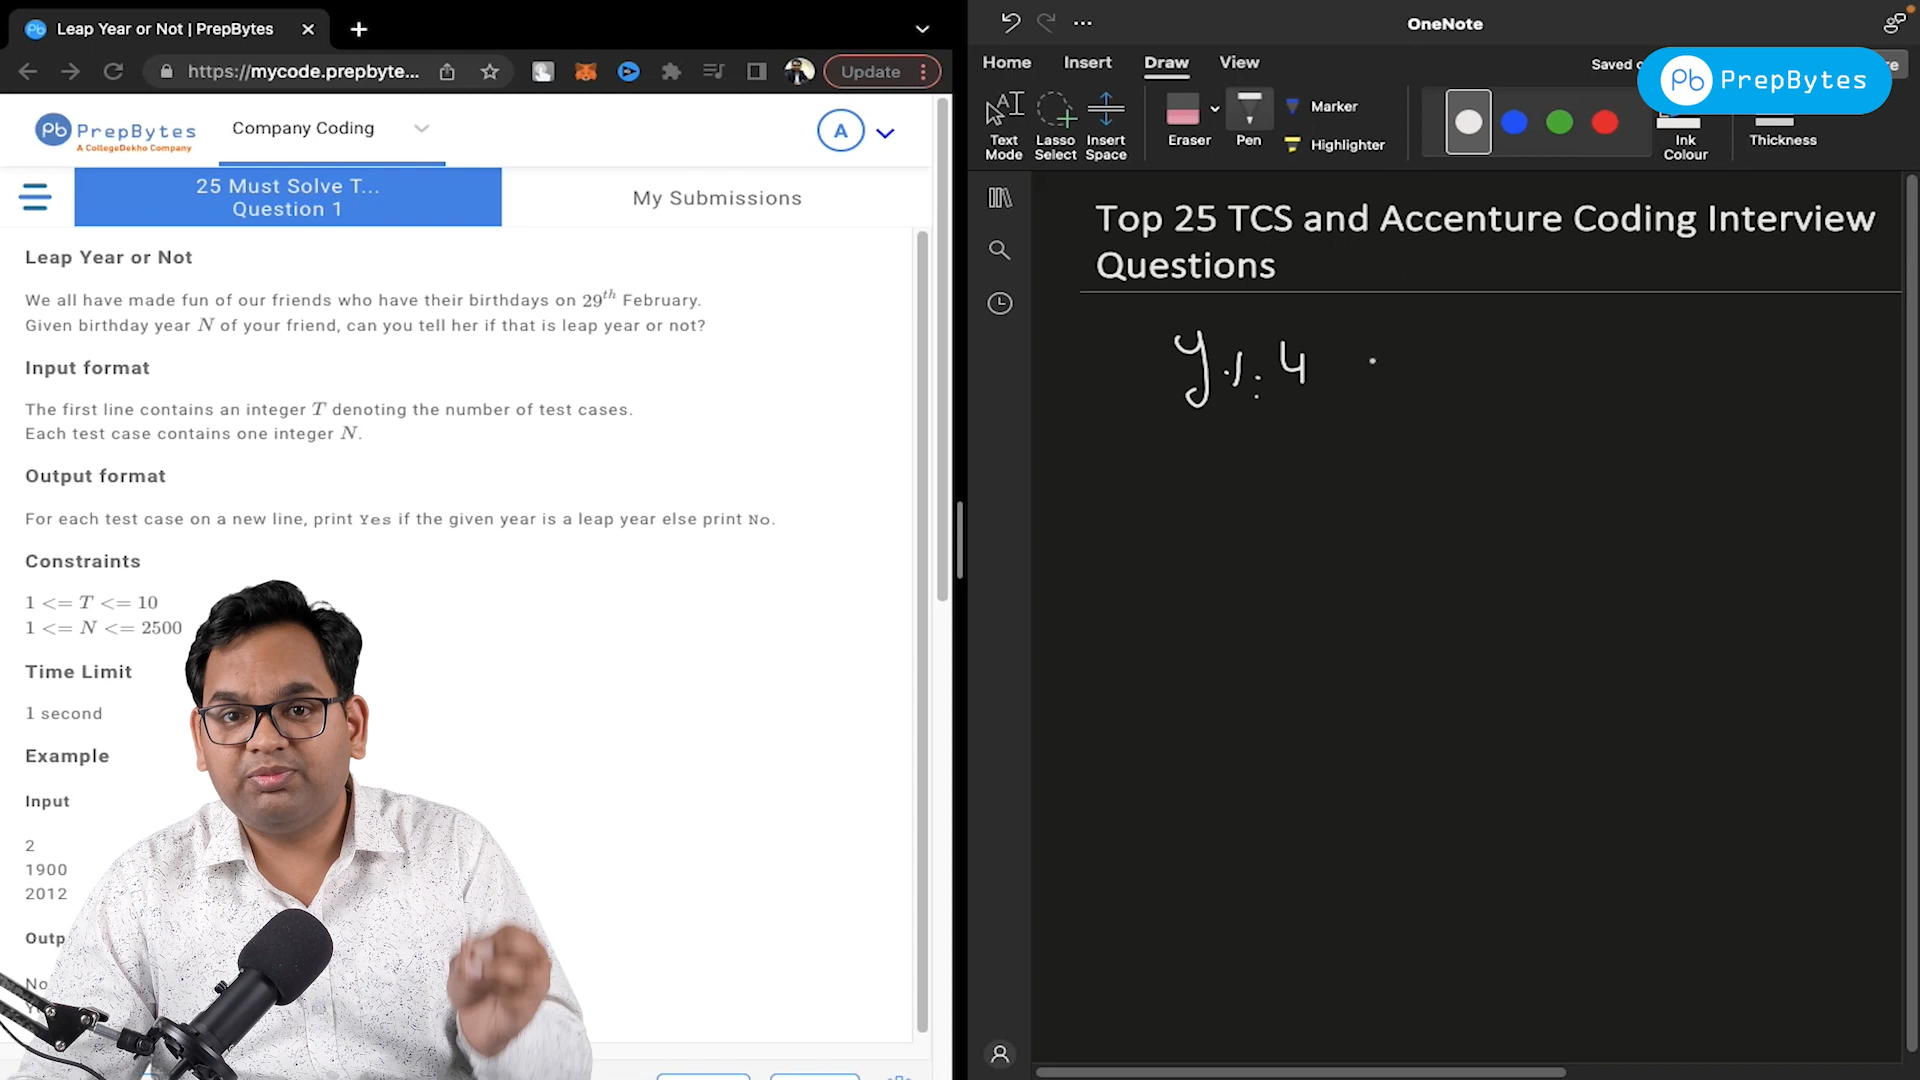 Leap Year or Not | PrepBytes
https://mycode.prepbyte...
Update
PrepBytes
A CollegeDekho Company
Company Coding
A
25 Must Solve T...
Question 1
My Submissions
Leap Year or Not
We all have made fun of our friends who have their birthdays on 29th February.
Given birthday year N of your friend, can you tell her if that is leap year or not?
Input format
The first line contains an integer T denoting the number of test cases.
Each test case contains one integer N.
Output format
For each test case on a new line, print Yes if the given year is a leap year else print No.
Constraints
1 <= T <= 10
1 <= N <= 2500
Time Limit
1 second
Example
Input
2
1900
2012
Outp
No
OneNote
Home Insert Draw View
Saved
Pb PrepBytes
Text Mode
Lasso Select
Insert Space
Eraser
Pen
Marker
Highlighter
Ink Colour
Thickness
Top 25 TCS and Accenture Coding Interview
Questions
y % 4